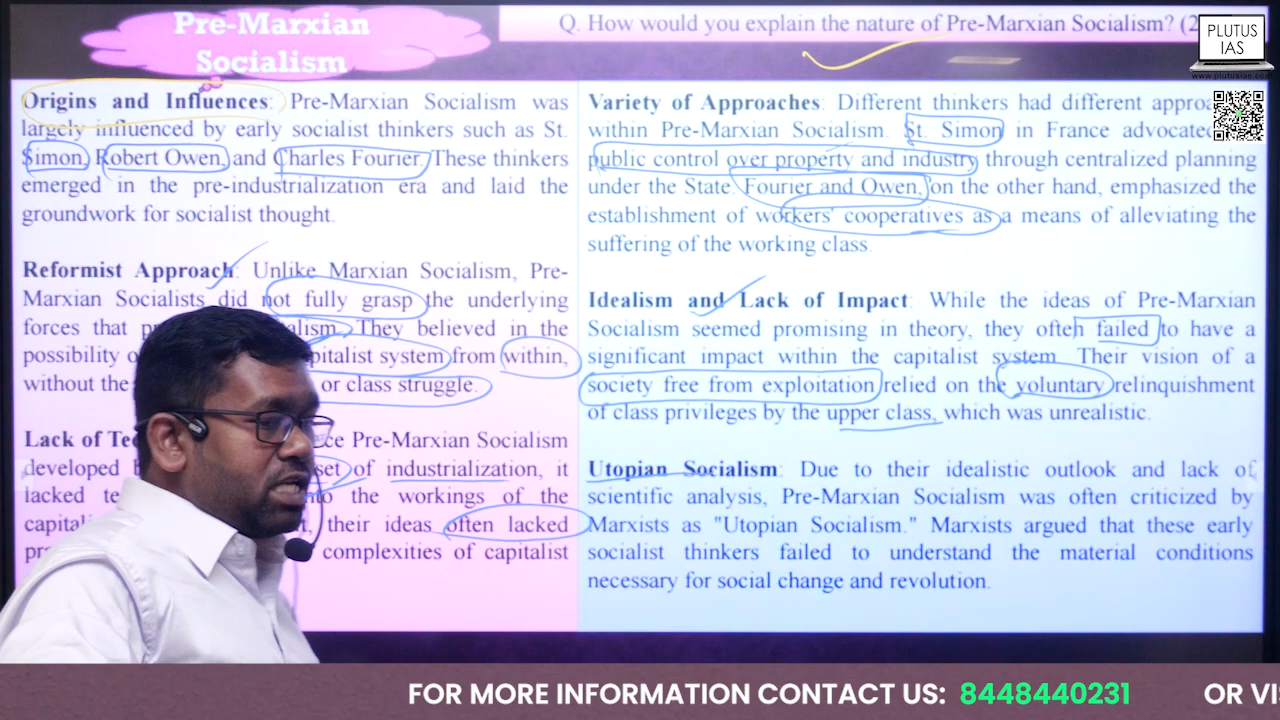 Pre-Marxian
Socialism
Q. How would you explain the nature of Pre-Marxian Socialism? (2
PLUTUS
IAS
www.plutusias.com
Origins and Influences: Pre-Marxian Socialism was
largely influenced by early socialist thinkers such as St.
Simon, Robert Owen, and Charles Fourier. These thinkers
emerged in the pre-industrialization era and laid the
groundwork for socialist thought.
Reformist Approach: Unlike Marxian Socialism, Pre-
Marxian Socialists did not fully grasp the underlying
forces that They believed in the
possibility system from within,
without the or class struggle.
Lack of Pre-Marxian Socialism
developed of industrialization, it
lacked the workings of the
their ideas often lacked
complexities of capitalist
Variety of Approaches: Different thinkers had different
within Pre-Marxian Socialism. St. Simon in France advocated
public control over property and industry through centralized planning
under the State. Fourier and Owen, on the other hand, emphasized the
establishment of workers' cooperatives as a means of alleviating the
suffering of the working class.
Idealism and Lack of Impact: While the ideas of Pre-Marxian
Socialism seemed promising in theory, they often failed to have a
significant impact within the capitalist system. Their vision of a
society free from exploitation relied on the voluntary relinquishment
of class privileges by the upper class, which was unrealistic.
Utopian Socialism: Due to their idealistic outlook and lack of
scientific analysis, Pre-Marxian Socialism was often criticized by
Marxists as "Utopian Socialism." Marxists argued that these early
socialist thinkers failed to understand the material conditions
necessary for social change and revolution.
FOR MORE INFORMATION CONTACT US: 8448440231 OR VI